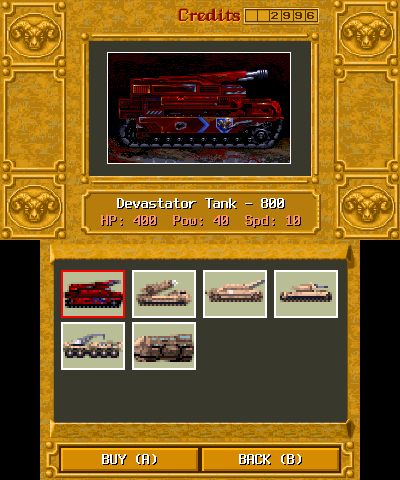 Credits 2996
Devastator Tank – 800
HP: 400 Pow: 40 Spd: 10
BUY (A)
BACK (B)